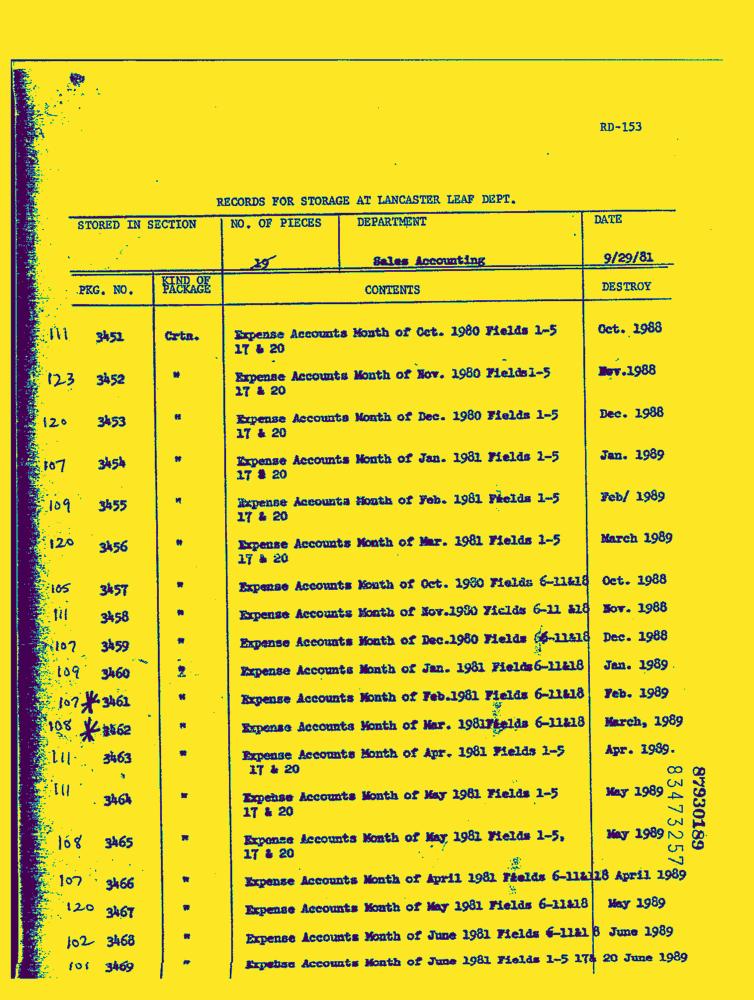 RD-153
RECORDS FOR STORAGE AT LANCASTER LEAF DEPT.
STORED IN SECTION NO. OF PIECES DEPARTMENT DATE
19 Sales Accounting 9/29/81
PKG. NO. KIND OF PACKAGE CONTENTS DESTROY
111 3451 Crtn. Expense Accounts Month of Oct. 1980 Fields 1-5 Oct. 1988
17 & 20
123 3452 " Expense Accounts Month of Nov. 1980 Fields1-5 Nov.1988
17 & 20
120 3453 " Expense Accounts Month of Dec. 1980 Fields 1-5 Dec. 1988
17 & 20
107 3454 " Expense Accounts Month of Jan. 1981 Fields 1-5 Jan. 1989
17 & 20
109 3455 " Expense Accounts Month of Feb. 1981 Fields 1-5 Feb/ 1989
17 & 20
120 3456 " Expense Accounts Month of Mar. 1981 Fields 1-5 March 1989
17 & 20
105 3457 " Expense Accounts Month of Oct. 1980 Fields 6-11&18 Oct. 1988
111 3458 " Expense Accounts Month of Nov.1980 Fields 6-11 &18 Nov. 1988
107 3459 " Expense Accounts Month of Dec.1980 Fields 6-11&18 Dec. 1988
109 3460 " Expense Accounts Month of Jan. 1981 Fields6-11&18 Jan. 1989
107 * 3461 " Expense Accounts Month of Feb.1981 Fields 6-11&18 Feb. 1989
108 * 3462 " Expense Accounts Month of Mar. 1981Fields 6-11&18 March, 1989
111 3463 " Expense Accounts Month of Apr. 1981 Fields 1-5 Apr. 1989.
17 & 20
111 3464 " Expehse Accounts Month of May 1981 Fields 1-5 May 1989
17 & 20
108 3465 " Expense Accounts Month of May 1981 Fields 1-5, May 1989
17 & 20
107 3466 " Expense Accounts Month of April 1981 Fields 6-11&118 April 1989
120 3467 " Expense Accounts Month of May 1981 Fields 6-11&18 May 1989
102 3468 " Expense Accounts Month of June 1981 Fields 6-11&1 8 June 1989
101 3469 " Expebse Accounts Month of June 1981 Fields 1-5 17& 20 June 1989
87930189
83473257